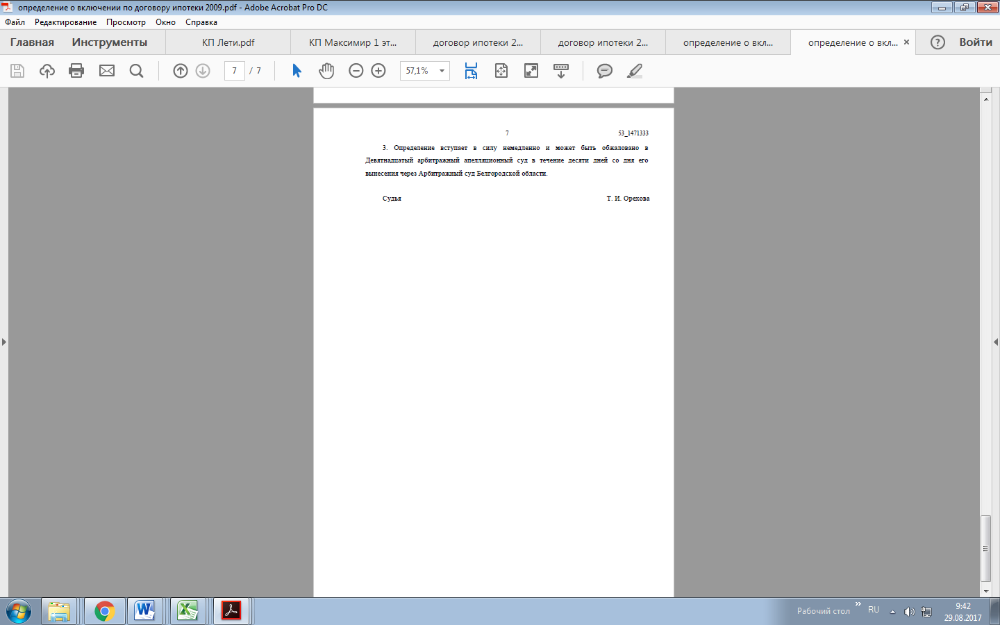 определение о включении по договору ипотеки 2009.pdf - Adobe Acrobat Pro DC
Файл Редактирование Просмотр Окно Справка
Главная Инструменты КП Лети.pdf КП Максимир 1 эт... договор ипотеки 2... договор ипотеки 2... определение о вкл... определение о вкл... × ? Войти
7 / 7 57,1%
7 53_1471333
3. Определение вступает в силу немедленно и может быть обжаловано в
Девятнадцатый арбитражный апелляционный суд в течение десяти дней со дня его
вынесения через Арбитражный суд Белгородской области.
Судья Т. И. Орехова
Рабочий стол » RU 9:42
29.08.2017